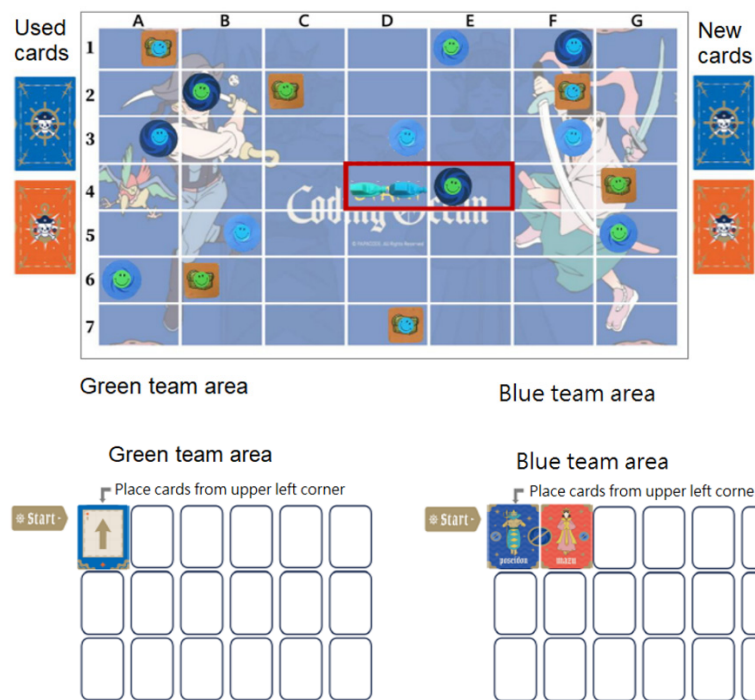 Used
cards
New
cards
A B C D E F G
1
2
3
4
5
6
7
Coding Ocean
Green team area
Blue team area
Green team area
Blue team area
Place cards from upper left corner
Place cards from upper left corne
Start
Start
poseidon
mazu